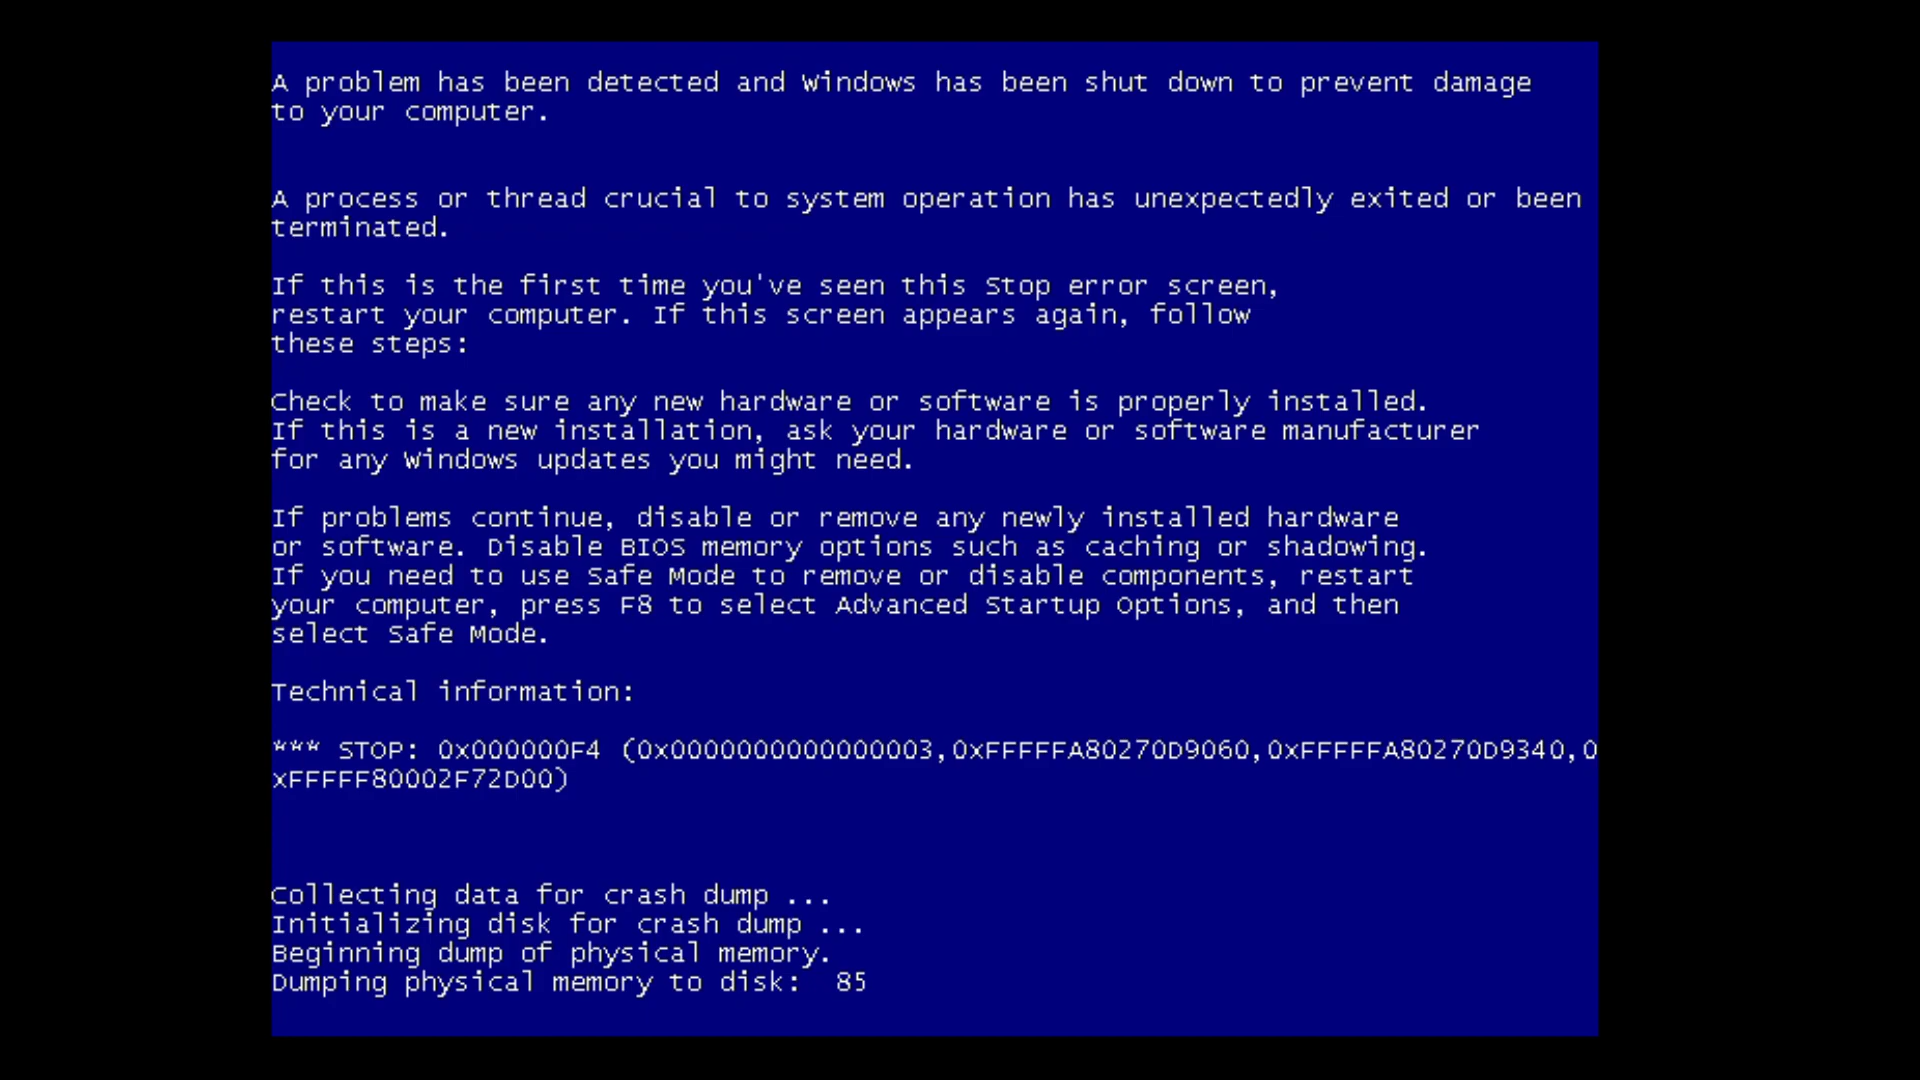 A problem has been detected and Windows has been shut down to prevent damage
to your computer.
A process or thread crucial to system operation has unexpectedly exited or been
terminated.
If this is the first time you've seen this Stop error screen,
restart your computer. If this screen appears again, follow
these steps:
Check to make sure any new hardware or software is properly installed.
If this is a new installation, ask your hardware or software manufacturer
for any Windows updates you might need.
If problems continue, disable or remove any newly installed hardware
or software. Disable BIOS memory options such as caching or shadowing.
If you need to use Safe Mode to remove or disable components, restart
your computer, press F8 to select Advanced Startup Options, and then
select Safe Mode.
Technical information:
*** STOP: 0x000000F4 (0x0000000000000003,0xFFFFFA80270D9060,0xFFFFFA80270D9340,0
xFFFFF80002F72D00)
Collecting data for crash dump ...
Initializing disk for crash dump ...
Beginning dump of physical memory.
Dumping physical memory to disk:  85